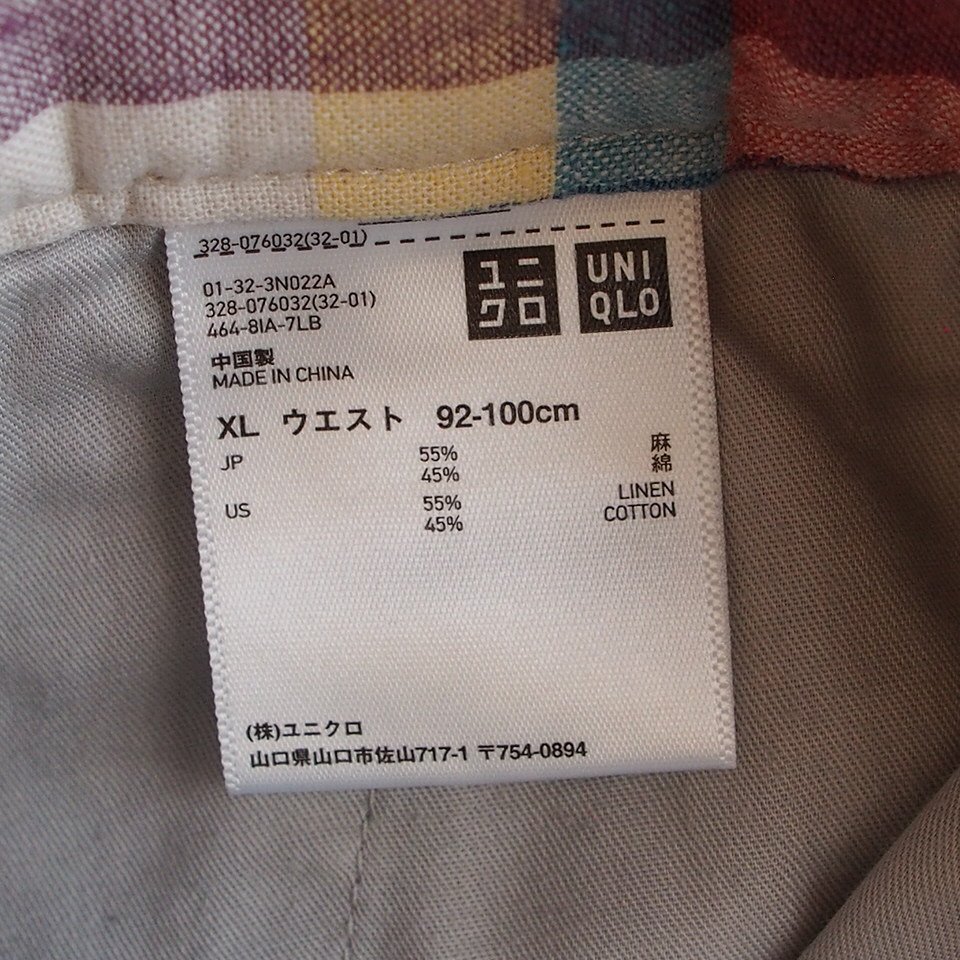 328-076032(32-01)
01-32-3N022A
328-076032(32-01)
464-8IA-7LB
ユニクロ
UNIQLO
中国製
MADE IN CHINA
XL ウエスト 92-100cm
JP 55% 麻
45% 綿
US 55% LINEN
45% COTTON
(株)ユニクロ
山口県山口市佐山717-1 〒754-0894